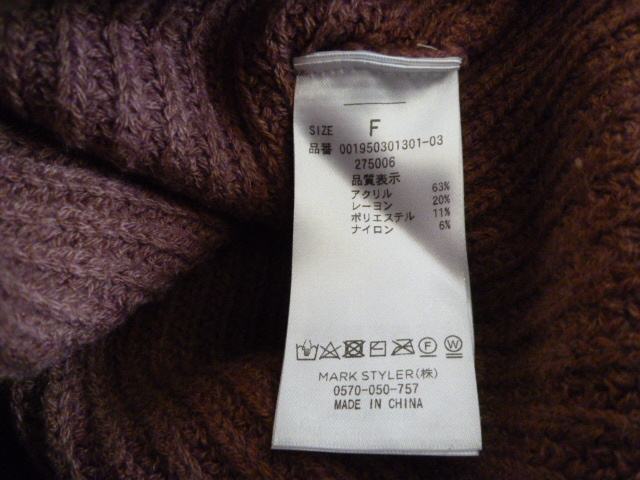 SIZE F
品番 001950301301-03
275006
品質表示
アクリル 63%
レーヨン 20%
ポリエステル 11%
ナイロン 6%
F W
MARK STYLER(株)
0570-050-757
MADE IN CHINA